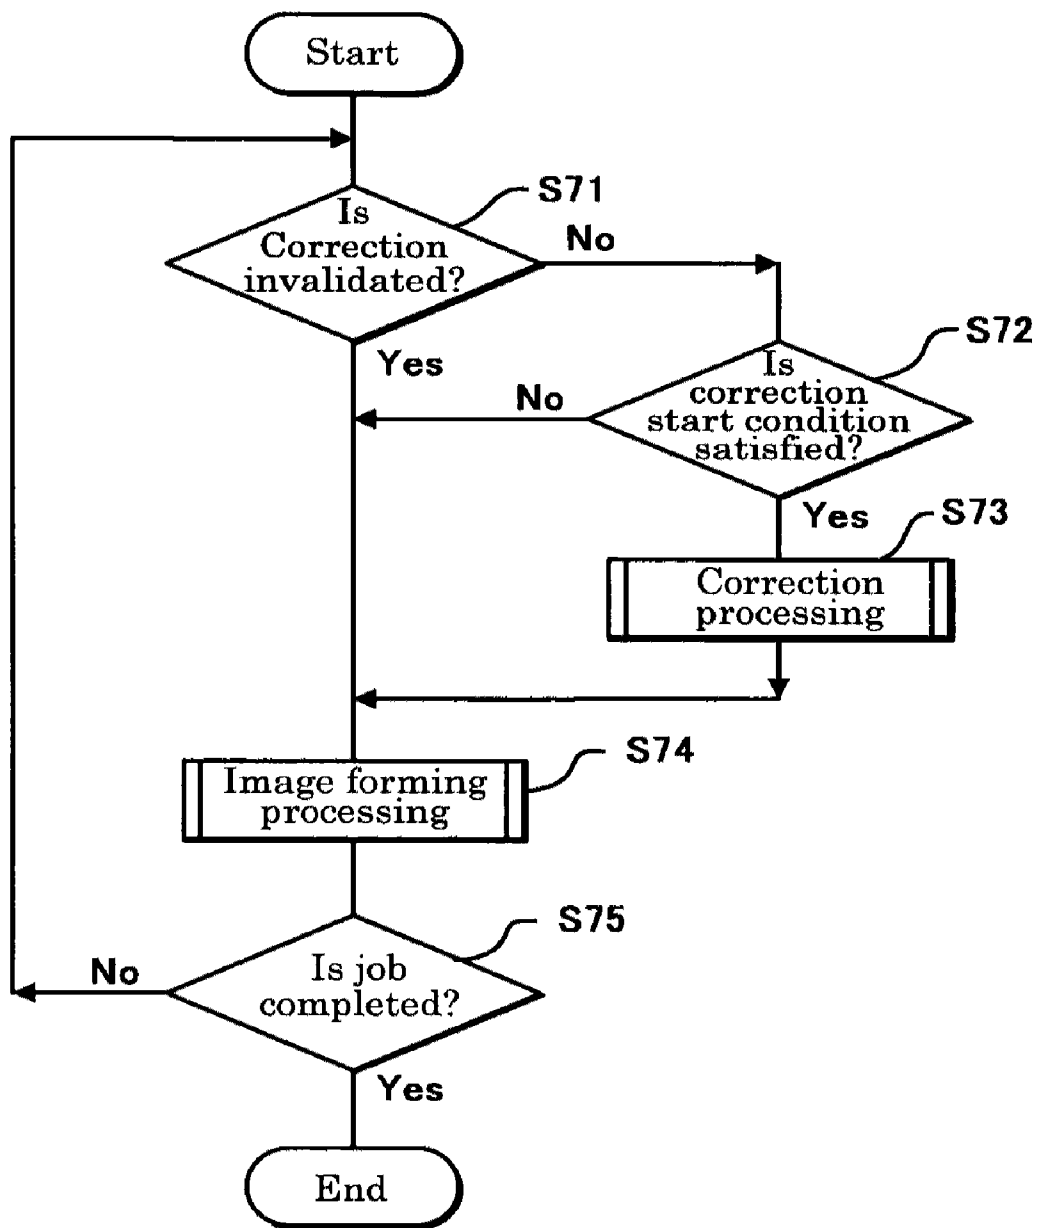 Start
S71
Is
Correction
invalidated?
No
Yes
S72
Is
correction
start condition
satisfied?
No
Yes
S73
Correction
processing
S74
Image forming
processing
S75
Is job
completed?
No
Yes
End